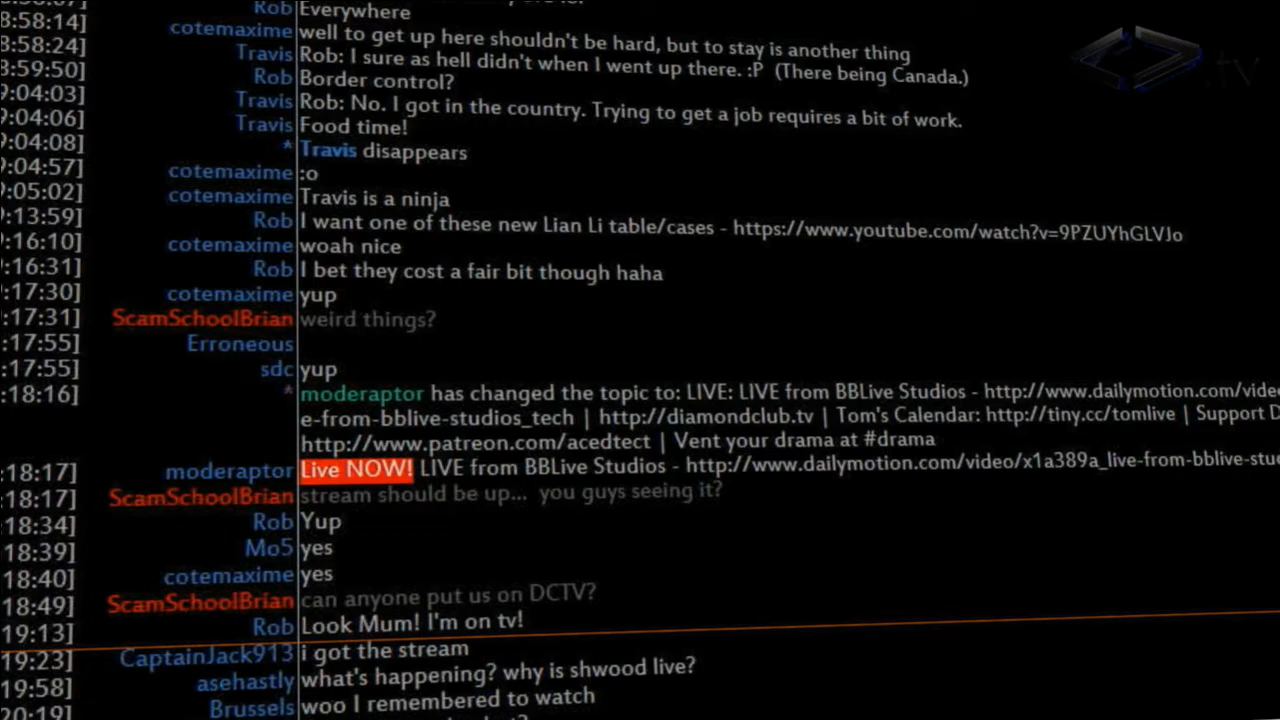 8:58:14] Rob Everywhere
8:58:24] cotemaxime well to get up here shouldn't be hard, but to stay is another thing
8:59:50] Travis Rob: I sure as hell didn't when I went up there. :P (There being Canada.)
9:04:03] Rob Border control?
9:04:06] Travis Rob: No. I got in the country. Trying to get a job requires a bit of work.
9:04:08] Travis Food time!
9:04:57] * Travis disappears
9:05:02] cotemaxime :o
9:13:59] cotemaxime Travis is a ninja
:16:10] Rob I want one of these new Lian Li table/cases - https://www.youtube.com/watch?v=9PZUYhGLVJo
:16:31] cotemaxime woah nice
:17:30] Rob I bet they cost a fair bit though haha
:17:31] cotemaxime yup
:17:55] ScamSchoolBrian weird things?
:17:55] Erroneous
:18:16] sdc yup
* moderaptor has changed the topic to: LIVE: LIVE from BBLive Studios - http://www.dailymotion.com/vide
e-from-bblive-studios_tech | http://diamondclub.tv | Tom's Calendar: http://tiny.cc/tomlive | Support D
http://www.patreon.com/acedtect | Vent your drama at #drama
:18:17] moderaptor Live NOW! LIVE from BBLive Studios - http://www.dailymotion.com/video/x1a389a_live-from-bblive-stu
:18:17] ScamSchoolBrian stream should be up... you guys seeing it?
18:34] Rob Yup
18:39] Mo5 yes
18:40] cotemaxime yes
18:49] ScamSchoolBrian can anyone put us on DCTV?
19:13] Rob Look Mum! I'm on tv!
19:23] CaptainJack913 i got the stream
19:58] asehastly what's happening? why is shwood live?
20:19] Brussels woo I remembered to watch
.tv